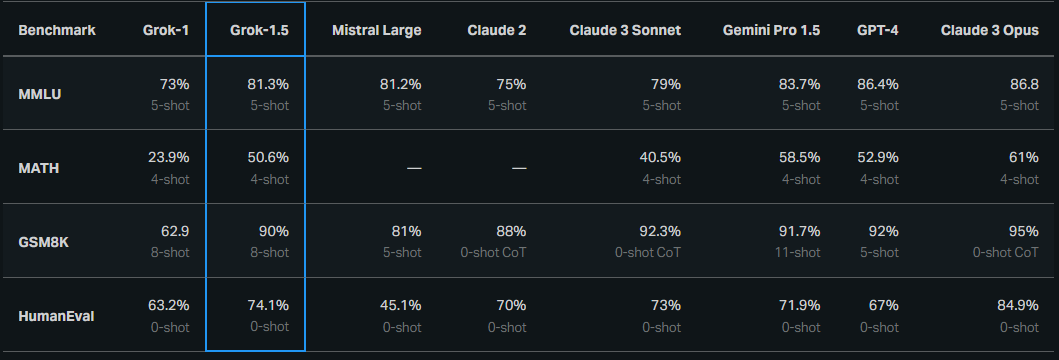 Benchmark Grok-1 Grok-1.5 Mistral Large Claude 2 Claude 3 Sonnet Gemini Pro 1.5 GPT-4 Claude 3 Opus
MMLU 73% 81.3% 81.2% 75% 79% 83.7% 86.4% 86.8
5-shot 5-shot 5-shot 5-shot 5-shot 5-shot 5-shot 5-shot
MATH 23.9% 50.6% — — 40.5% 58.5% 52.9% 61%
4-shot 4-shot 4-shot 4-shot 4-shot 4-shot
GSM8K 62.9 90% 81% 88% 92.3% 91.7% 92% 95%
8-shot 8-shot 5-shot 0-shot CoT 0-shot CoT 11-shot 5-shot 0-shot CoT
HumanEval 63.2% 74.1% 45.1% 70% 73% 71.9% 67% 84.9%
0-shot 0-shot 0-shot 0-shot 0-shot 0-shot 0-shot 0-shot